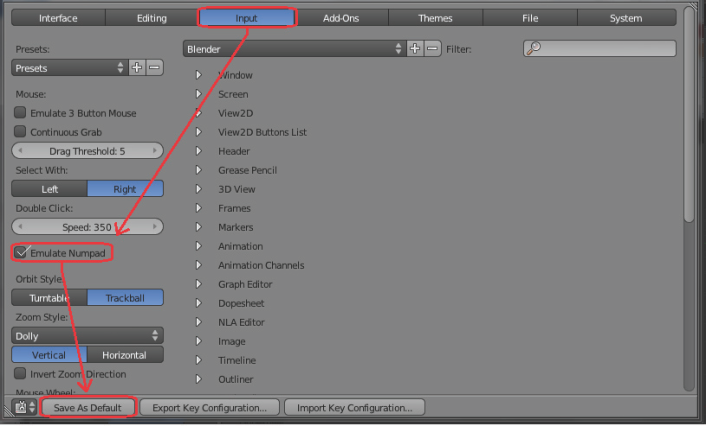 Interface Editing Input Add-Ons Themes File System
Presets:
Blender
Filter:
Presets
Window
Mouse:
Screen
Emulate 3 Button Mouse
View2D
Continuous Grab
View2D Buttons List
Drag Threshold: 5
Header
Select With:
Grease Pencil
Left Right
3D View
Double Click:
Frames
Speed: 350
Markers
Emulate Numpad
Animation
Animation Channels
Orbit Style:
Graph Editor
Turntable Trackball
Dopesheet
Zoom Style:
NLA Editor
Dolly
Image
Vertical Horizontal
Timeline
Invert Zoom Direction
Outliner
Mouse Wheel:
Save As Default Export Key Configuration... Import Key Configuration...